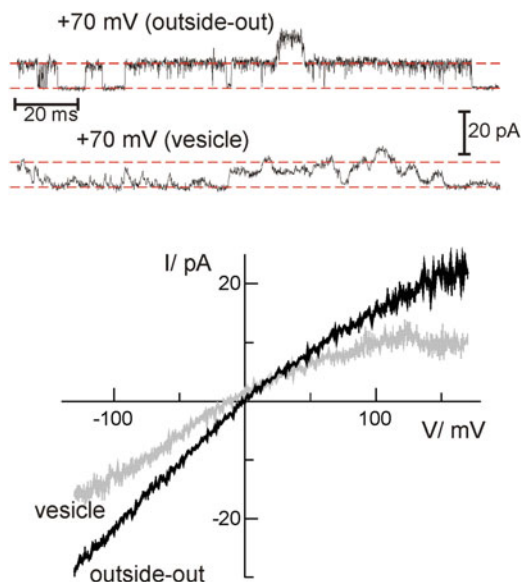 +70 mV (outside-out)
20 ms
20 pA
+70 mV (vesicle)
I/ pA
20
-100
100
V/ mV
vesicle
-20
outside-out